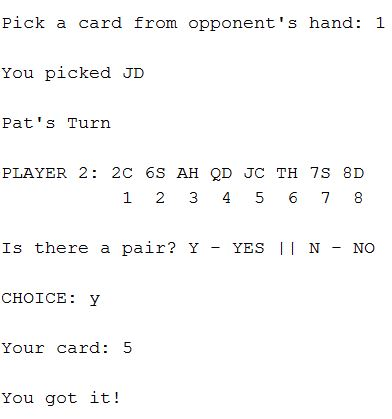 Pick a card from opponent's hand: 1
You picked JD
Pat's Turn
PLAYER 2: 2C 6S AH QD JC TH 7S 8D
1 2 3 4 5 6 7 8
Is there a pair? Y - YES || N - NO
CHOICE: y
Your card: 5
You got it!